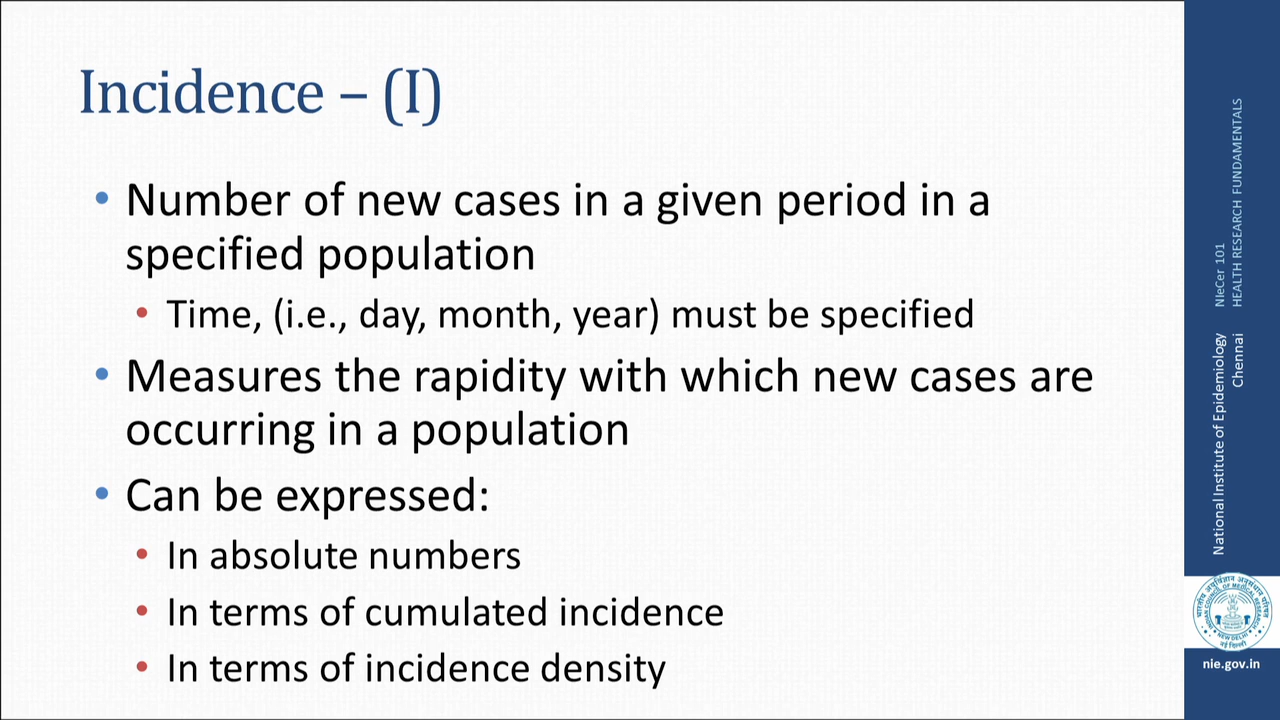 Incidence – (I)
• Number of new cases in a given period in a
specified population
• Time, (i.e., day, month, year) must be specified
• Measures the rapidity with which new cases are
occurring in a population
• Can be expressed:
• In absolute numbers
• In terms of cumulated incidence
• In terms of incidence density
NIeCer 101
HEALTH RESEARCH FUNDAMENTALS
National Institute of Epidemiology
Chennai
nie.gov.in